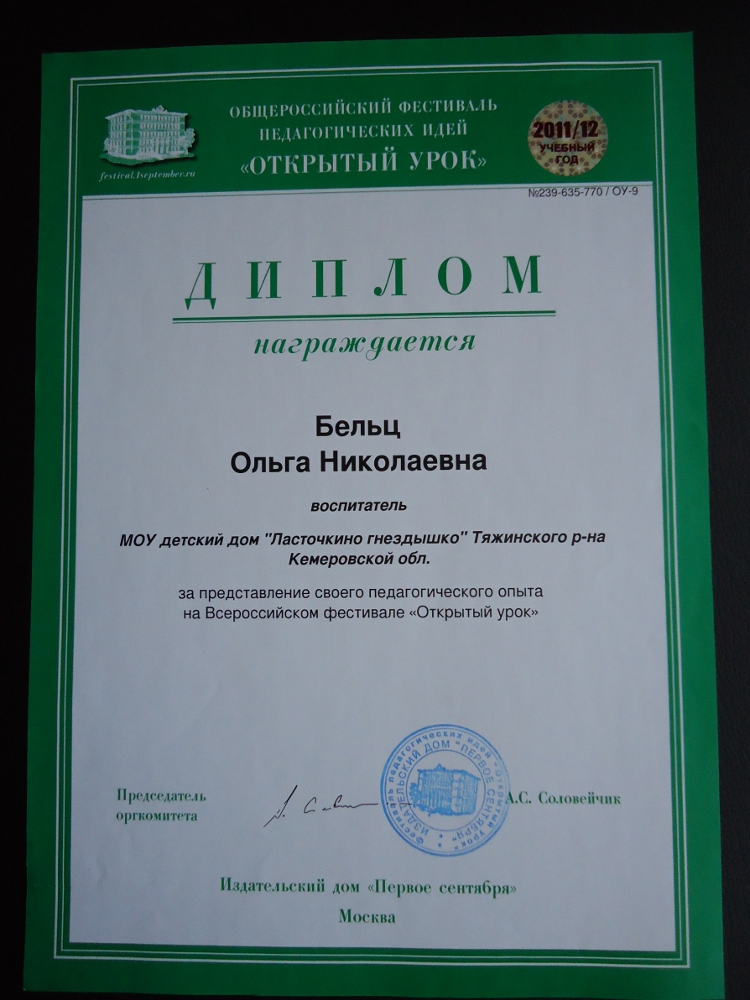 ОБЩЕРОССИЙСКИЙ ФЕСТИВАЛЬ
ПЕДАГОГИЧЕСКИХ ИДЕЙ
«ОТКРЫТЫЙ УРОК»
festival.1september.ru
2011/12
УЧЕБНЫЙ
ГОД
№239-635-770 / ОУ-9
ДИПЛОМ
награждается
Бельц
Ольга Николаевна
воспитатель
МОУ детский дом "Ласточкино гнездышко" Тяжинского р-на
Кемеровской обл.
за представление своего педагогического опыта
на Всероссийском фестивале «Открытый урок»
Председатель
оргкомитета
А.С. Соловейчик
Фестиваль педагогических идей "Открытый урок"
ИЗДАТЕЛЬСКИЙ ДОМ "ПЕРВОЕ СЕНТЯБРЯ"
Издательский дом «Первое сентября»
Москва